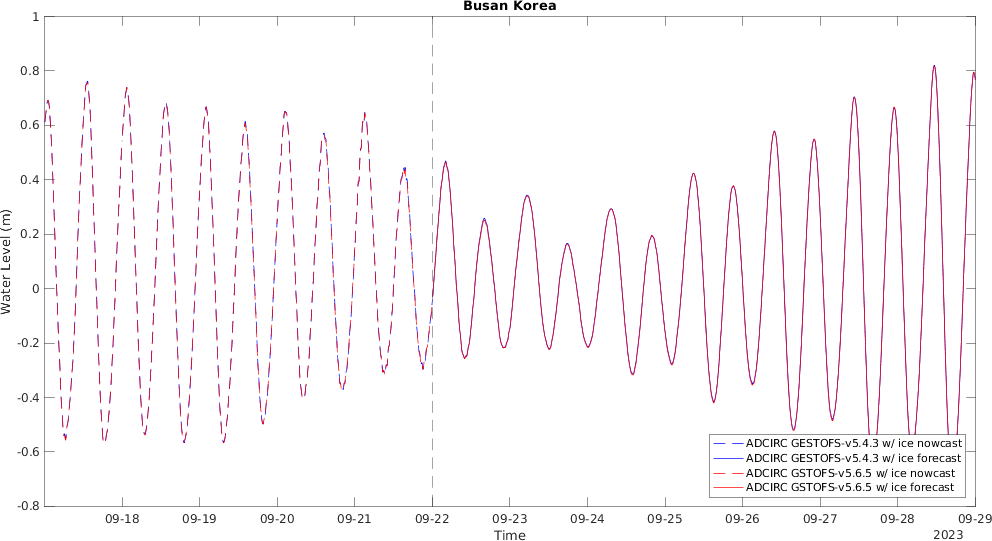 Busan Korea
1
0.8
0.6
0.4
0.2
0
-0.2
-0.4
-0.6
-0.8
Water Level (m)
09-18 09-19 09-20 09-21 09-22 09-23 09-24 09-25 09-26 09-27 09-28 09-29
Time
2023
ADCIRC GESTOFS-v5.4.3 w/ ice nowcast
ADCIRC GESTOFS-v5.4.3 w/ ice forecast
ADCIRC GSTOFS-v5.6.5 w/ ice nowcast
ADCIRC GSTOFS-v5.6.5 w/ ice forecast